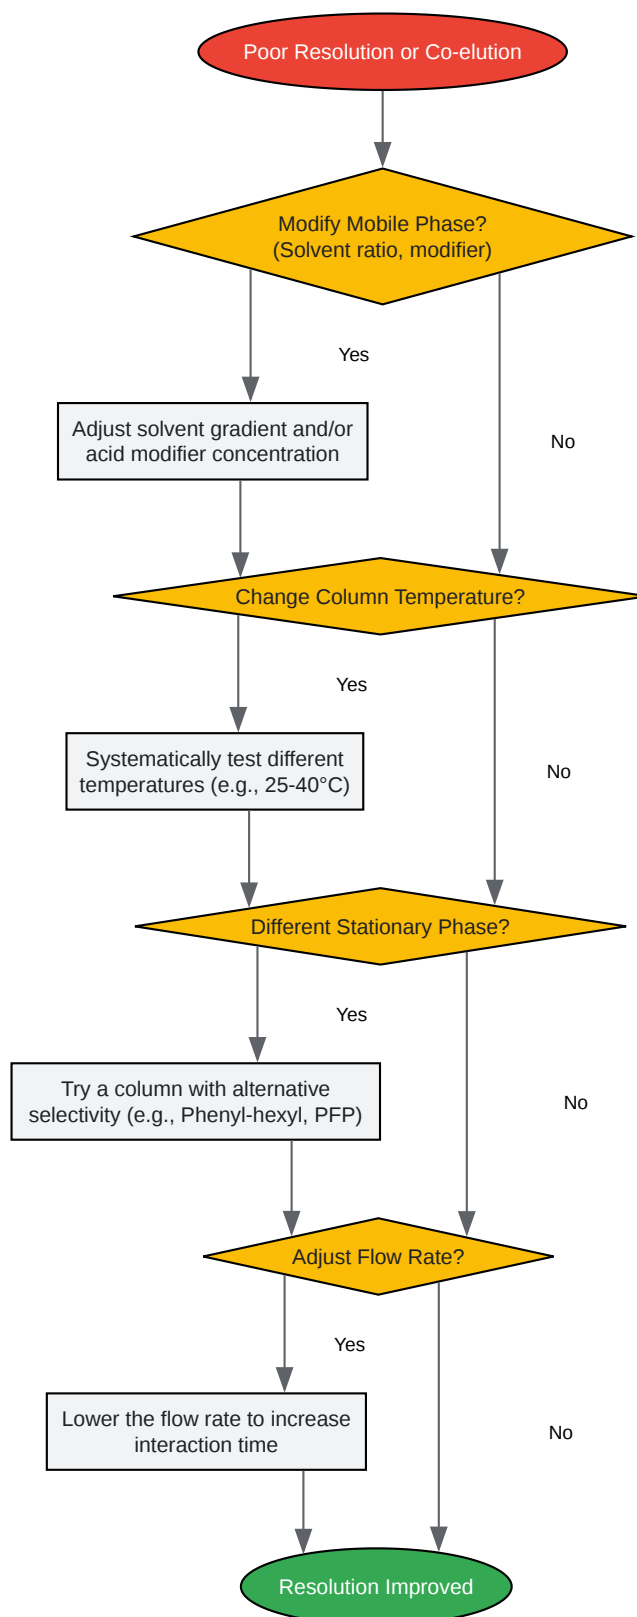 Poor Resolution or Co-elution
Modify Mobile Phase?
(Solvent ratio, modifier)
Yes
Adjust solvent gradient and/or
acid modifier concentration
No
Change Column Temperature?
Yes
Systematically test different
temperatures (e.g., 25-40°C)
No
Different Stationary Phase?
Yes
Try a column with alternative
selectivity (e.g., Phenyl-hexyl, PFP)
No
Adjust Flow Rate?
Yes
Lower the flow rate to increase
interaction time
No
Resolution Improved